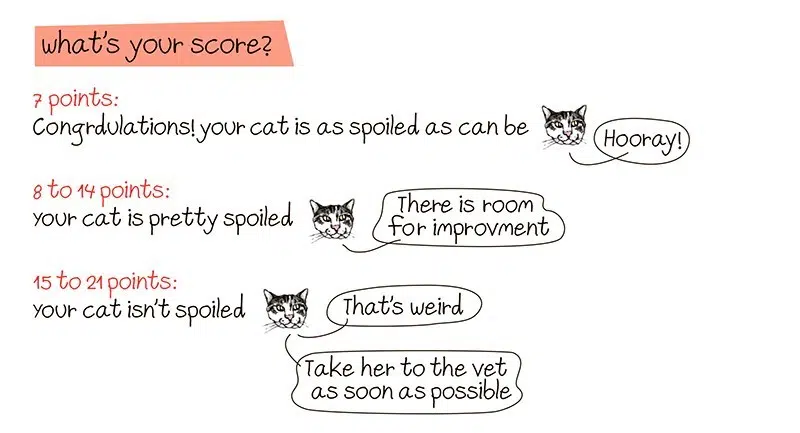 what's your score?
7 points:
Congrdulations! your cat is as spoiled as can be
Hooray!
8 to 14 points:
your cat is pretty spoiled
There is room
for improvment
15 to 21 points:
your cat isn't spoiled
That's weird
Take her to the vet
as soon as possible